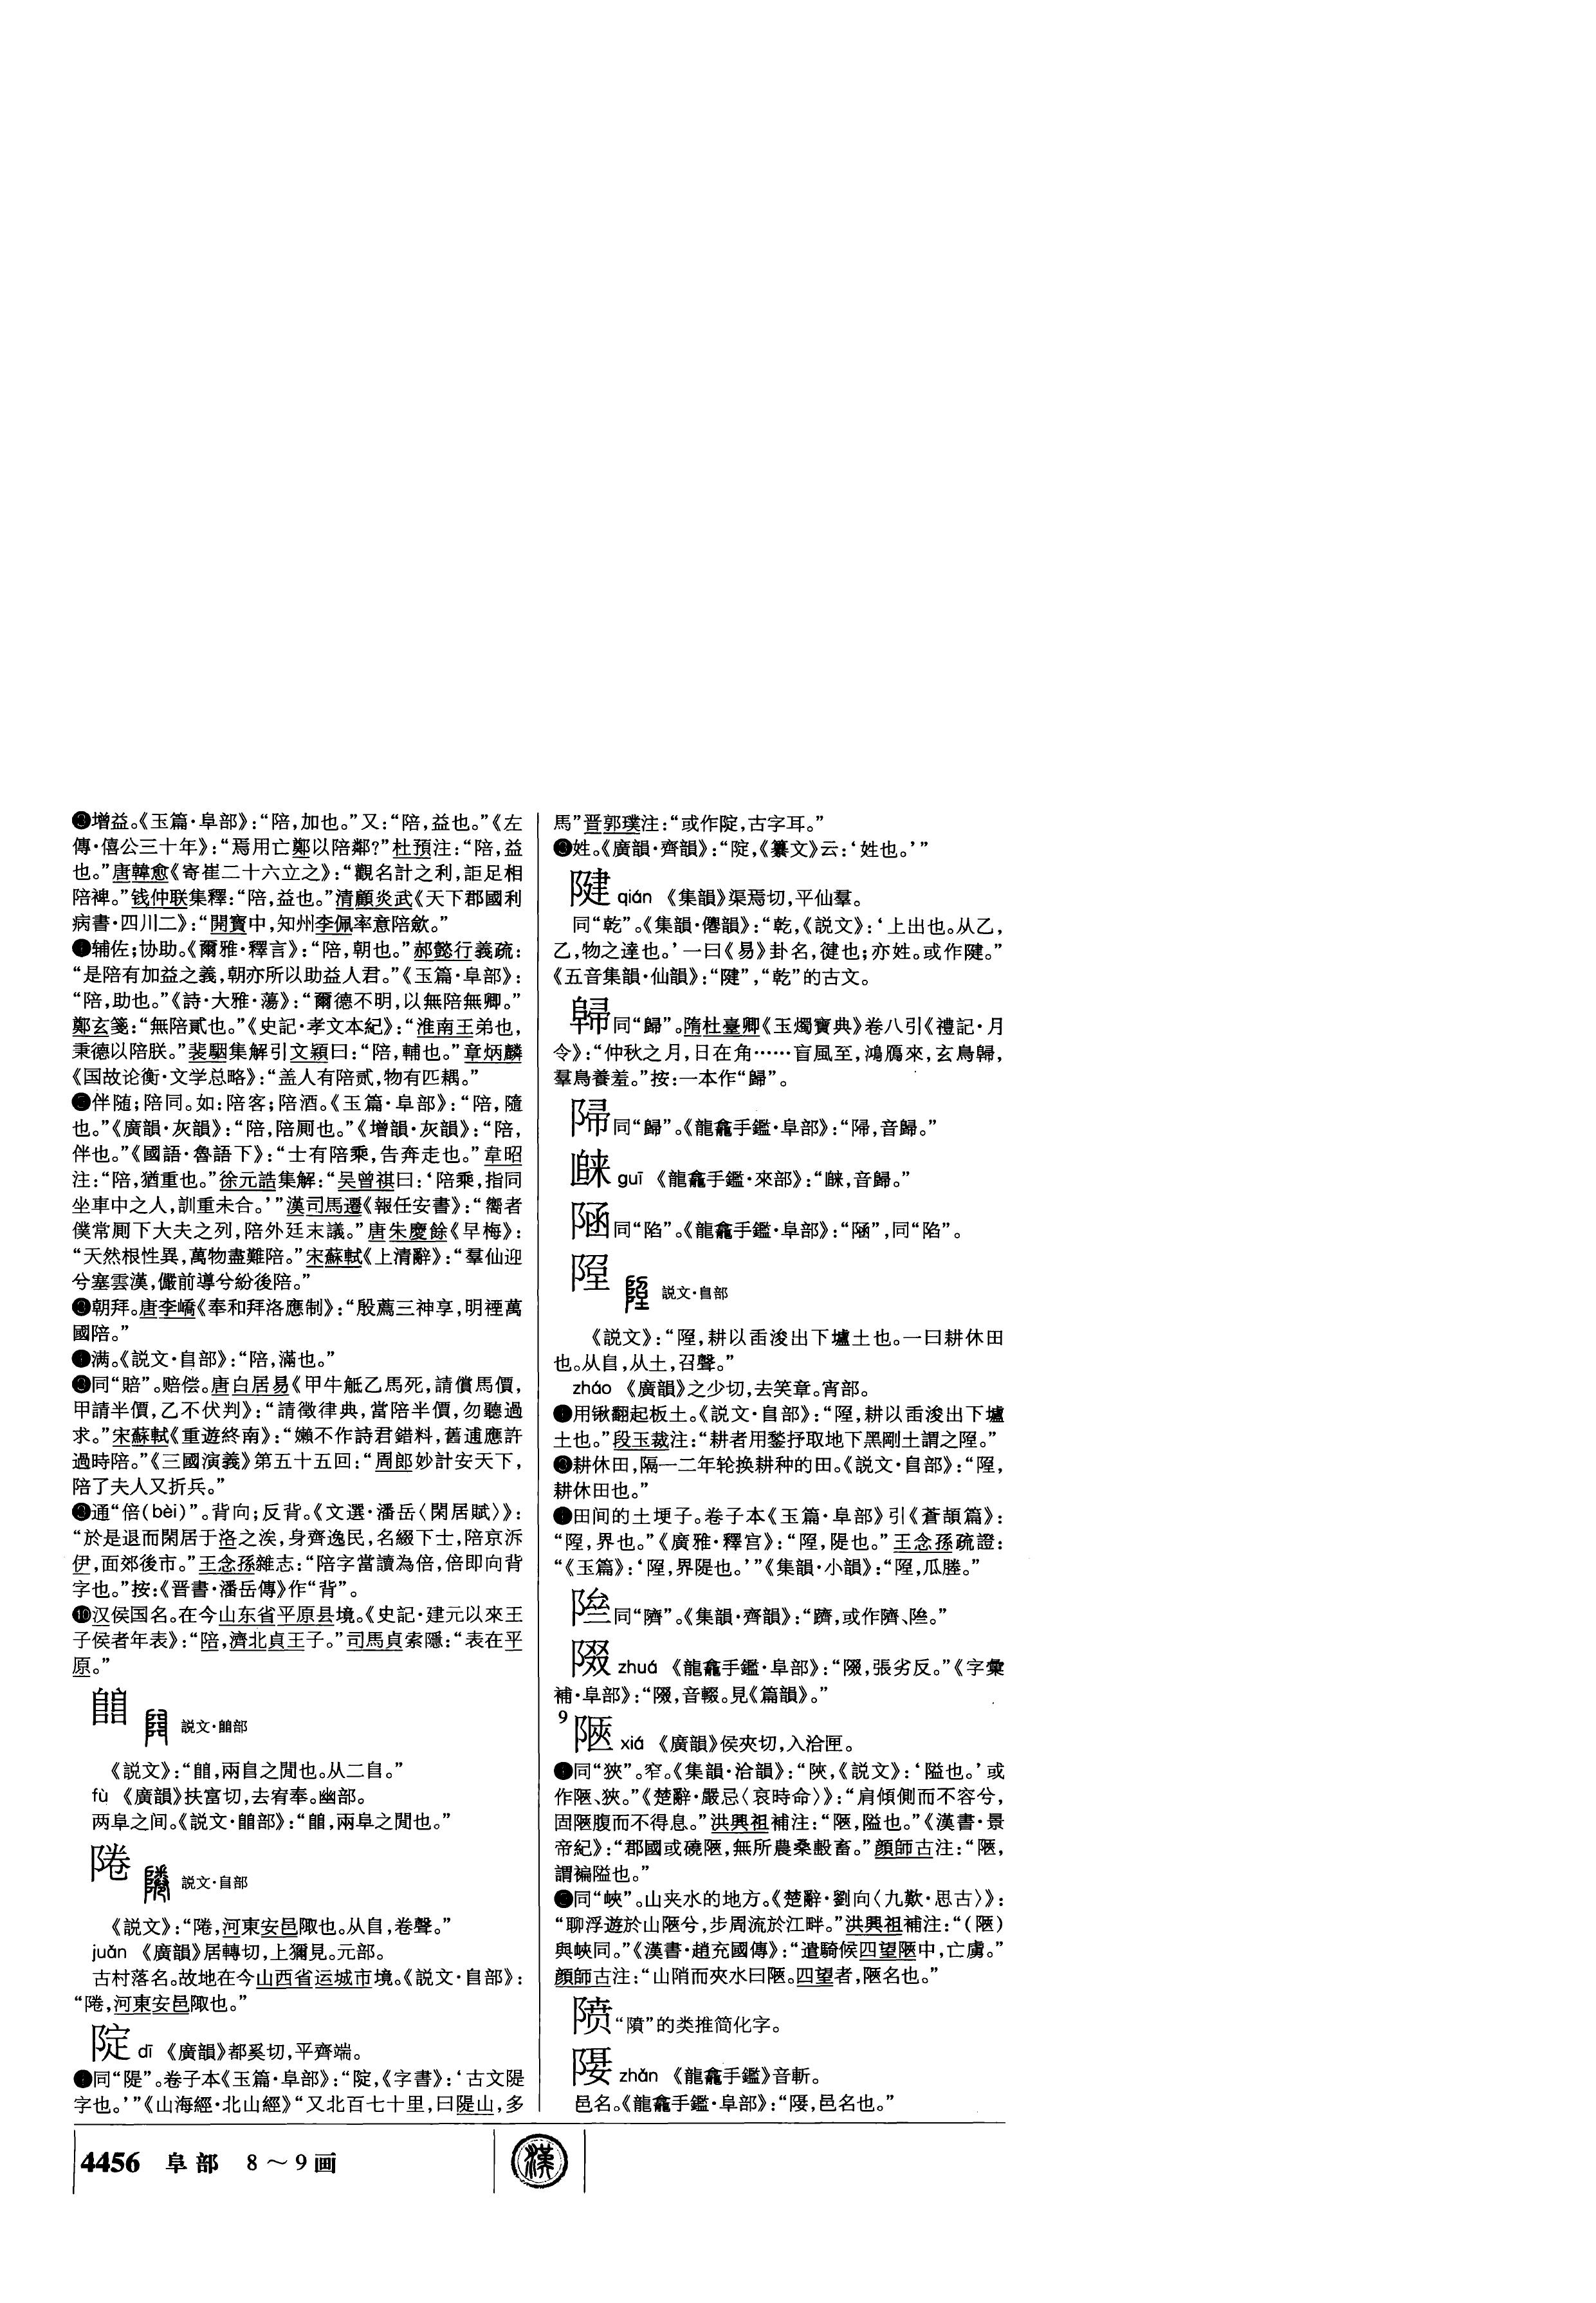 ❸增益。《玉篇·阜部》:“陪,加也。”又:“陪,益也。”《左
傳·僖公三十年》:“焉用亡鄭以陪鄰?”杜預注:“陪,益
也。”唐韓愈《寄崔二十六立之》:“觀名計之利,詎足相
陪裨。”钱仲联集釋:“陪,益也。”清顧炎武《天下郡國利
病書·四川二》:“開寶中,知州李佩率意陪斂。”
❹辅佐;协助。《爾雅·釋言》:“陪,朝也。”郝懿行義疏:
“是陪有加益之義,朝亦所以助益人君。”《玉篇·阜部》:
“陪,助也。”《詩·大雅·蕩》:“爾德不明,以無陪無卿。”
鄭玄箋:“無陪貳也。”《史記·孝文本紀》:“淮南王弟也,
秉德以陪朕。”裴駰集解引文穎曰:“陪,輔也。”章炳麟
《国故论衡·文学总略》:“盖人有陪贰,物有匹耦。”
❺伴随;陪同。如:陪客;陪酒。《玉篇·阜部》:“陪,隨
也。”《廣韻·灰韻》:“陪,陪厠也。”《增韻·灰韻》:“陪,
伴也。”《國語·魯語下》:“士有陪乘,告奔走也。”韋昭
注:“陪,猶重也。”徐元誥集解:“吴曾祺曰:‘陪乘,指同
坐車中之人,訓重未合。’”漢司馬遷《報任安書》:“嚮者
僕常厠下大夫之列,陪外廷末議。”唐朱慶餘《早梅》:
“天然根性異,萬物盡難陪。”宋蘇軾《上清辭》:“羣仙迎
兮塞雲漢,儼前導兮紛後陪。”
❻朝拜。唐李嶠《奉和拜洛應制》:“殷薦三神享,明禋萬
國陪。”
❼满。《説文·𨸏部》:“陪,滿也。”
❽同“賠”。赔偿。唐白居易《甲牛觝乙馬死,請償馬價,
甲請半價,乙不伏判》:“請徵律典,當陪半價,勿聽過
求。”宋蘇軾《重遊終南》:“嬾不作詩君錯料,舊逋應許
過時陪。”《三國演義》第五十五回:“周郎妙計安天下,
陪了夫人又折兵。”
❾通“倍(bèi)”。背向;反背。《文選·潘岳〈閑居賦〉》:
“於是退而閑居于洛之涘,身齊逸民,名綴下士,陪京泝
伊,面郊後市。”王念孫雜志:“陪字當讀為倍,倍即向背
字也。”按:《晋書·潘岳傳》作“背”。
❿汉侯国名。在今山东省平原县境。《史記·建元以來王
子侯者年表》:“陪,濟北貞王子。”司馬貞索隱:“表在平
原。”
𨺅 説文·𨺅部
《説文》:“𨺅,兩𨸏之閒也。从二𨸏。”
fù 《廣韻》扶富切,去宥奉。幽部。
两阜之间。《説文·𨺅部》:“𨺅,兩阜之閒也。”
説文·𨸏部
《説文》:“,河東安邑陬也。从𨸏,卷聲。”
juǎn 《廣韻》居轉切,上獮見。元部。
古村落名。故地在今山西省运城市境。《説文·𨸏部》:
“,河東安邑陬也。”
dī 《廣韻》都奚切,平齊端。
❶同“隄”。卷子本《玉篇·阜部》:“,《字書》:‘古文隄
字也。’”《山海經·北山經》“又北百七十里,曰隄山,多
馬”晋郭璞注:“或作,古字耳。”
❷姓。《廣韻·齊韻》:“,《纂文》云:‘姓也。’”
qián 《集韻》渠焉切,平仙羣。
同“乾”。《集韻·僊韻》:“乾,《説文》:‘上出也。从乙,
乙,物之達也。’一曰《易》卦名,健也;亦姓。或作。”
《五音集韻·仙韻》:“”,“乾”的古文。
同“歸”。隋杜臺卿《玉燭寶典》卷八引《禮記·月
令》:“仲秋之月,日在角……盲風至,鴻鴈來,玄鳥歸,
羣鳥養羞。”按:一本作“歸”。
同“歸”。《龍龕手鑑·阜部》:“,音歸。”
guī 《龍龕手鑑·來部》:“,音歸。”
同“陷”。《龍龕手鑑·阜部》:“”,同“陷”。
説文·𨸏部
《説文》:“,耕以臿浚出下壚土也。一曰耕休田
也。从𨸏,从土,召聲。”
zháo 《廣韻》之少切,去笑章。宵部。
❶用锹翻起板土。《説文·𨸏部》:“,耕以臿浚出下壚
土也。”段玉裁注:“耕者用鍫抒取地下黑剛土謂之。”
❷耕休田,隔一二年轮换耕种的田。《説文·𨸏部》:“,
耕休田也。”
❸田间的土埂子。卷子本《玉篇·阜部》引《蒼頡篇》:
“,界也。”《廣雅·釋宫》:“,隄也。”王念孫疏證:
“《玉篇》:‘,界隄也。’”《集韻·小韻》:“,瓜塍。”
同“隮”。《集韻·齊韻》:“躋,或作隮、。”
zhuá 《龍龕手鑑·阜部》:“,張劣反。”《字彙
補·阜部》:“,音輟。見《篇韻》。”
9
陿 xiá 《廣韻》侯夾切,入洽匣。
❶同“狹”。窄。《集韻·洽韻》:“陜,《説文》:‘隘也。’或
作陿、狹。”《楚辭·嚴忌〈哀時命〉》:“肩傾側而不容兮,
固陿腹而不得息。”洪興祖補注:“陿,隘也。”《漢書·景
帝紀》:“郡國或磽陿,無所農桑毄畜。”顔師古注:“陿,
謂褊隘也。”
❷同“峽”。山夹水的地方。《楚辭·劉向〈九歎·思古〉》:
“聊浮遊於山陿兮,步周流於江畔。”洪興祖補注:“(陿)
與峽同。”《漢書·趙充國傳》:“遣騎候四望陿中,亡虜。”
顔師古注:“山陗而夾水曰陿。四望者,陿名也。”
“隫”的类推简化字。
zhǎn 《龍龕手鑑》音斬。
邑名。《龍龕手鑑·阜部》:“,邑名也。”
4456 阜部 8～9画
漢